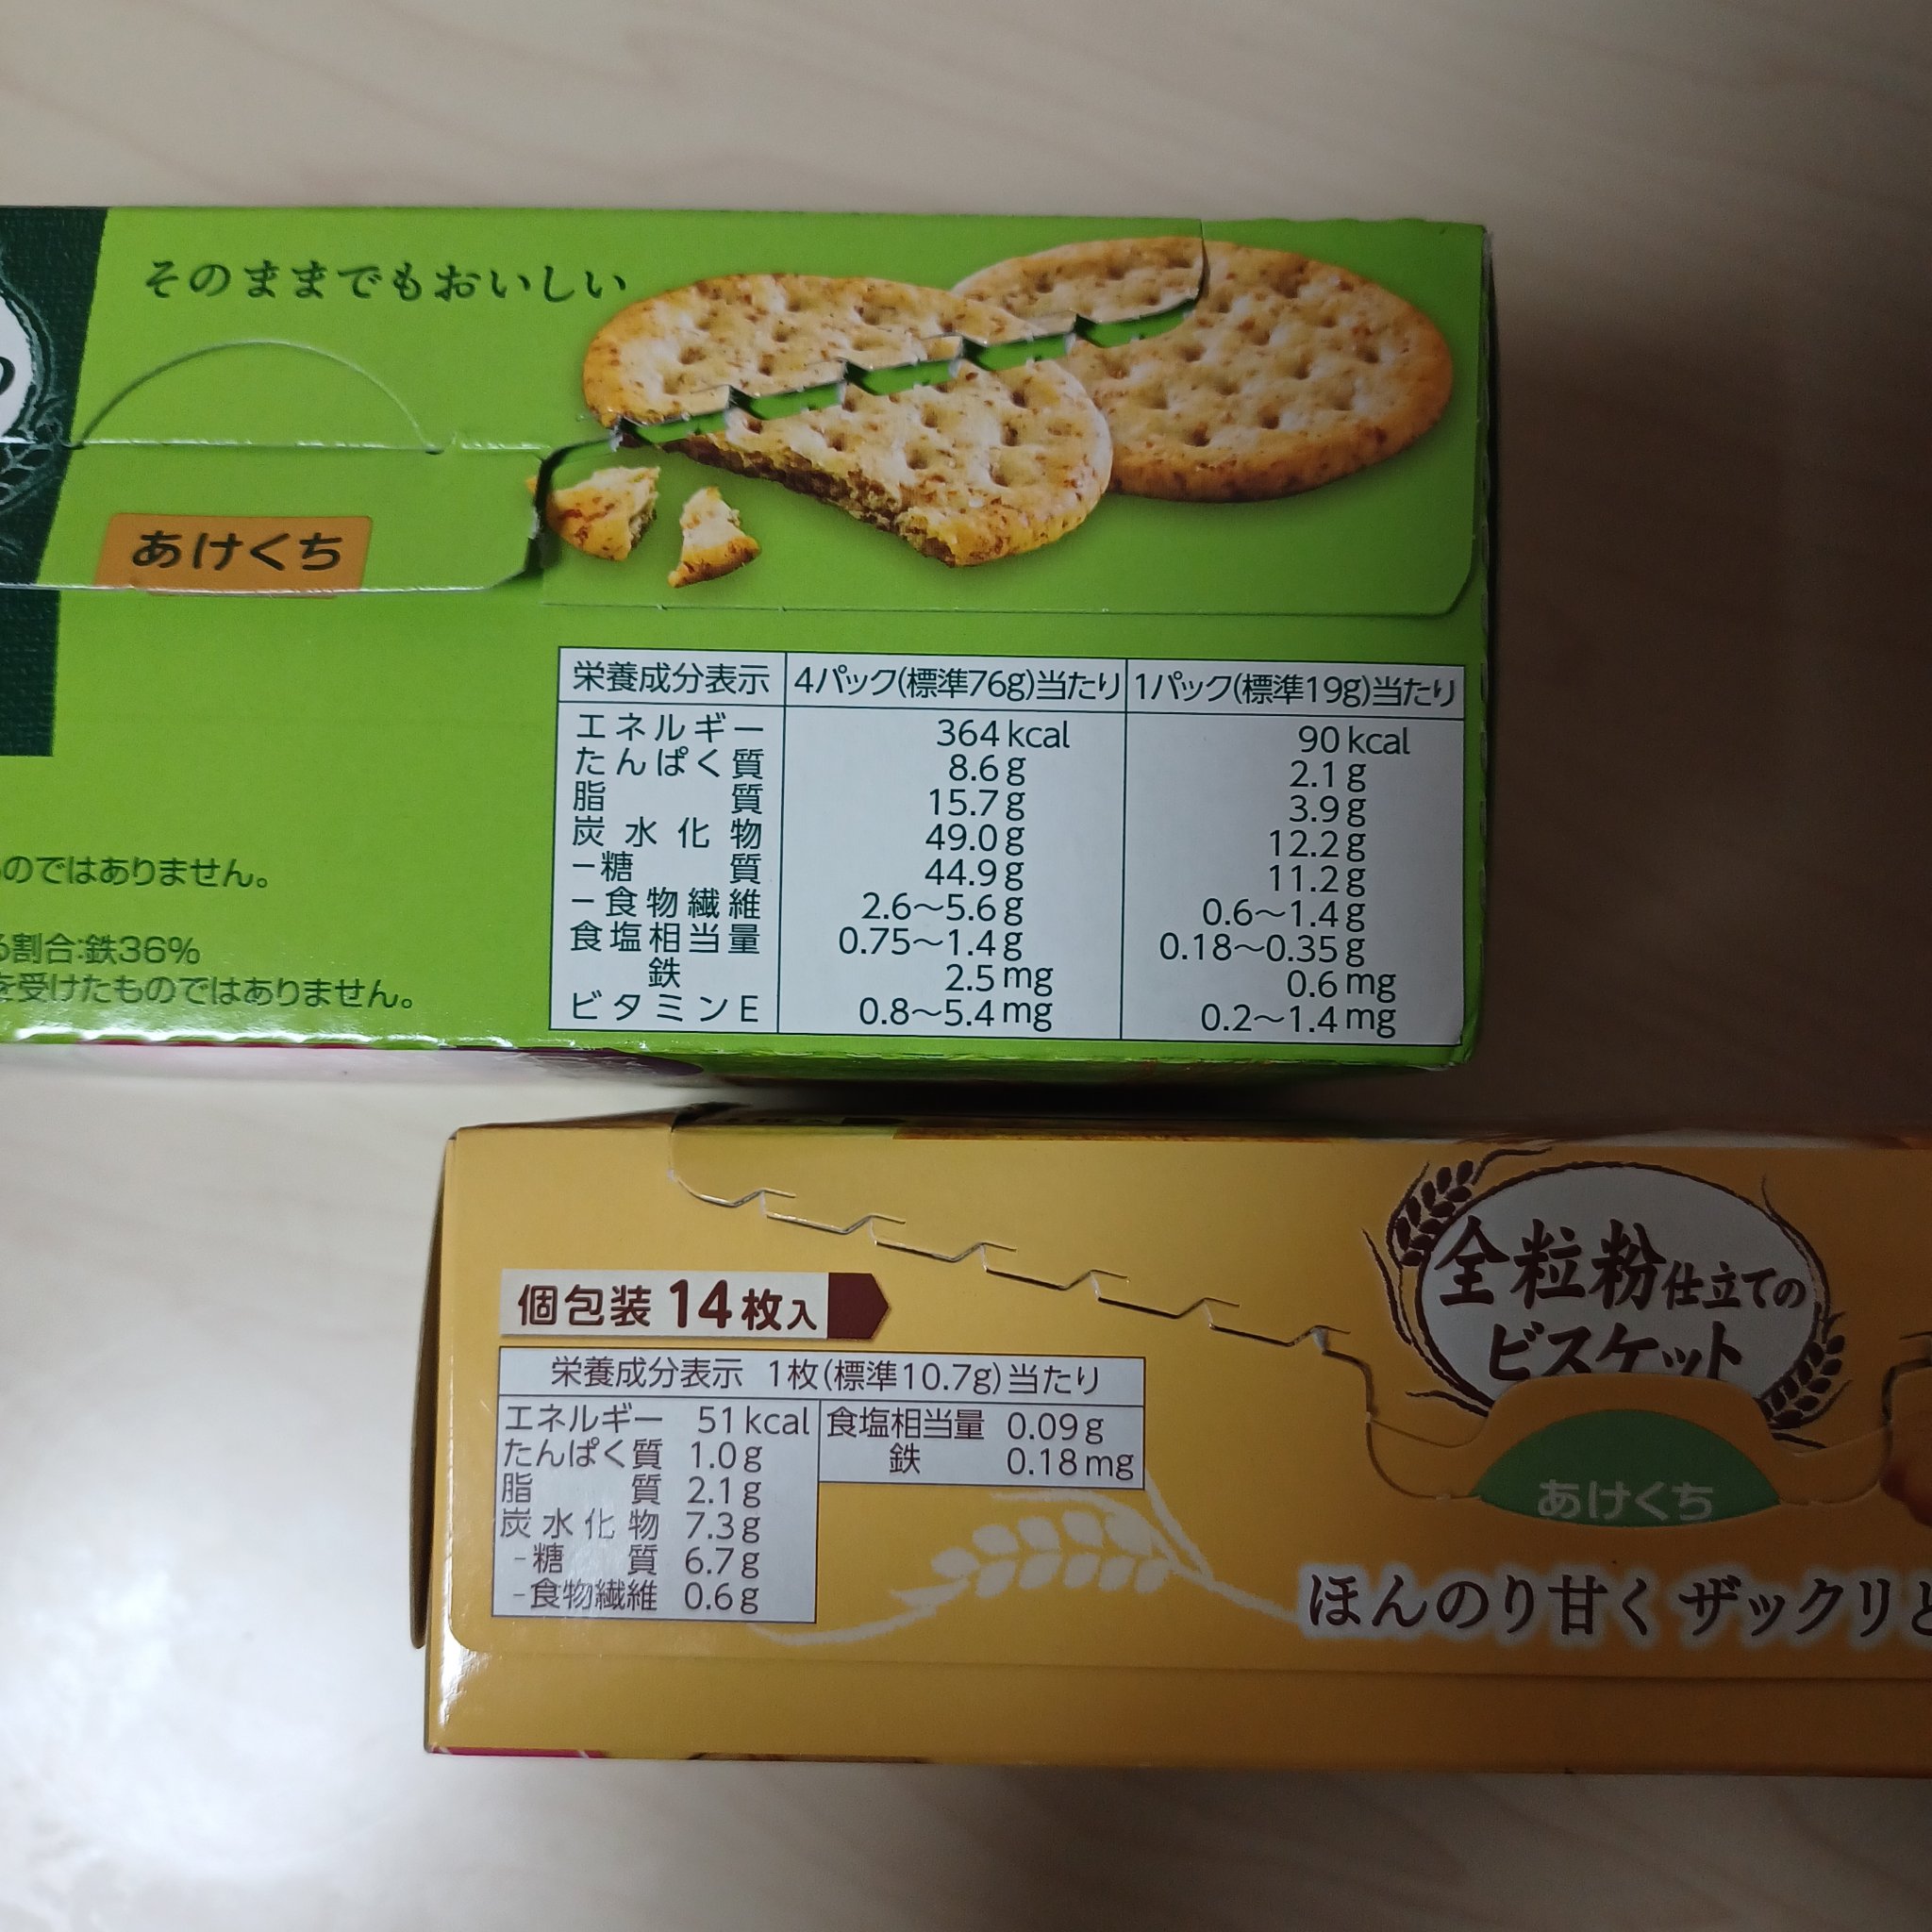 そのままでもおいしい
あけくち
のではありません。
割合:鉄36%
を受けたものではありません。
栄養成分表示 4パック(標準76g)当たり 1パック(標準19g)当たり
エネルギー 364kcal 90kcal
たんぱく質 8.6g 2.1g
脂質 15.7g 3.9g
炭水化物 49.0g 12.2g
－糖質 44.9g 11.2g
－食物繊維 2.6～5.6g 0.6～1.4g
食塩相当量 0.75～1.4g 0.18～0.35g
鉄 2.5mg 0.6mg
ビタミンE 0.8～5.4mg 0.2～1.4mg
全粒粉仕立ての
ビスケット
あけくち
個包装14枚入
栄養成分表示 1枚(標準10.7g)当たり
エネルギー 51kcal 食塩相当量 0.09g
たんぱく質 1.0g 鉄 0.18mg
脂質 2.1g
炭水化物 7.3g
-糖質 6.7g
-食物繊維 0.6g
ほんのり甘くザックリと